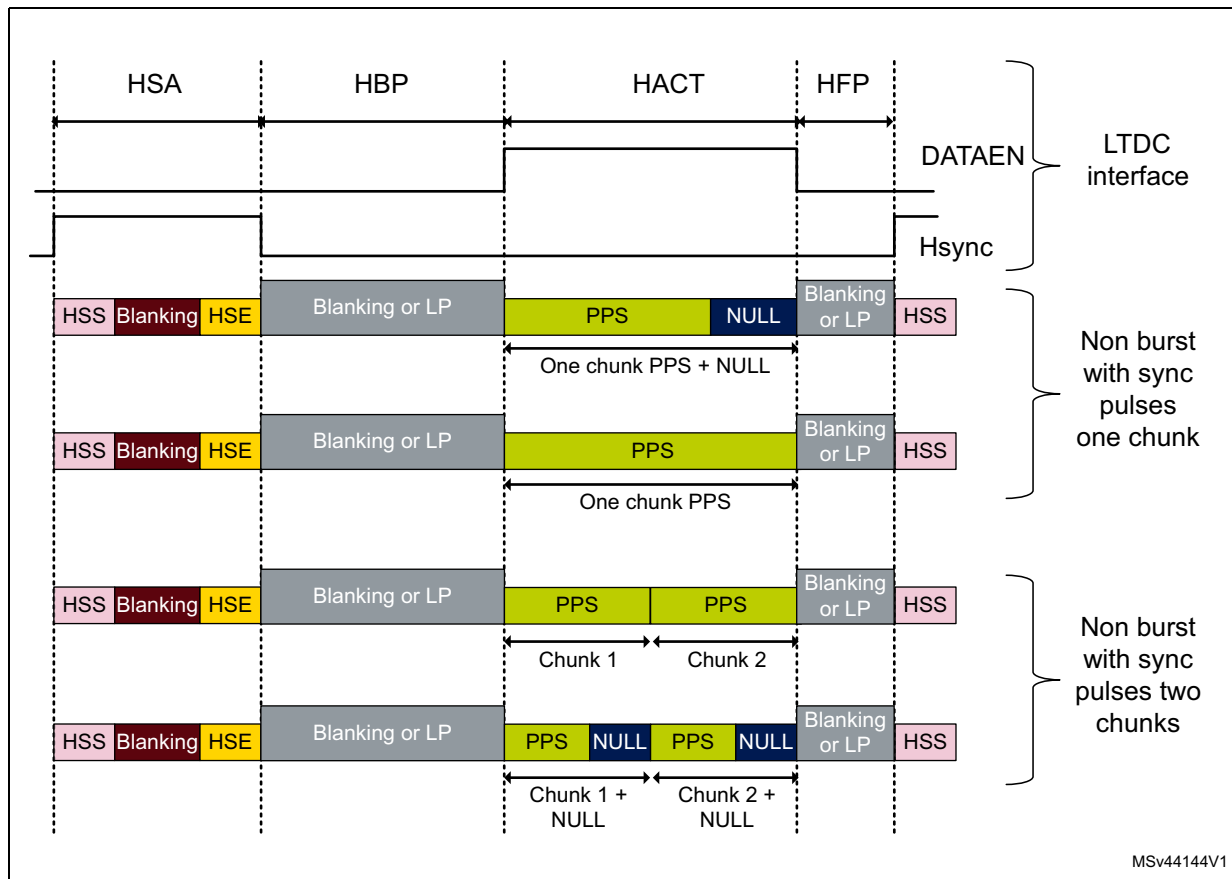 HSA HBP HACT HFP
DATAEN
LTDC
interface
Hsync
HSS Blanking HSE Blanking or LP PPS NULL Blanking
or LP HSS
One chunk PPS + NULL
Non burst
with sync
pulses
one chunk
HSS Blanking HSE Blanking or LP PPS Blanking
or LP HSS
One chunk PPS
HSS Blanking HSE Blanking or LP PPS PPS Blanking
or LP HSS
Chunk 1 Chunk 2
Non burst
with sync
pulses two
chunks
HSS Blanking HSE Blanking or LP PPS NULL PPS NULL Blanking
or LP HSS
Chunk 1 +
NULL
Chunk 2 +
NULL
MSv44144V1